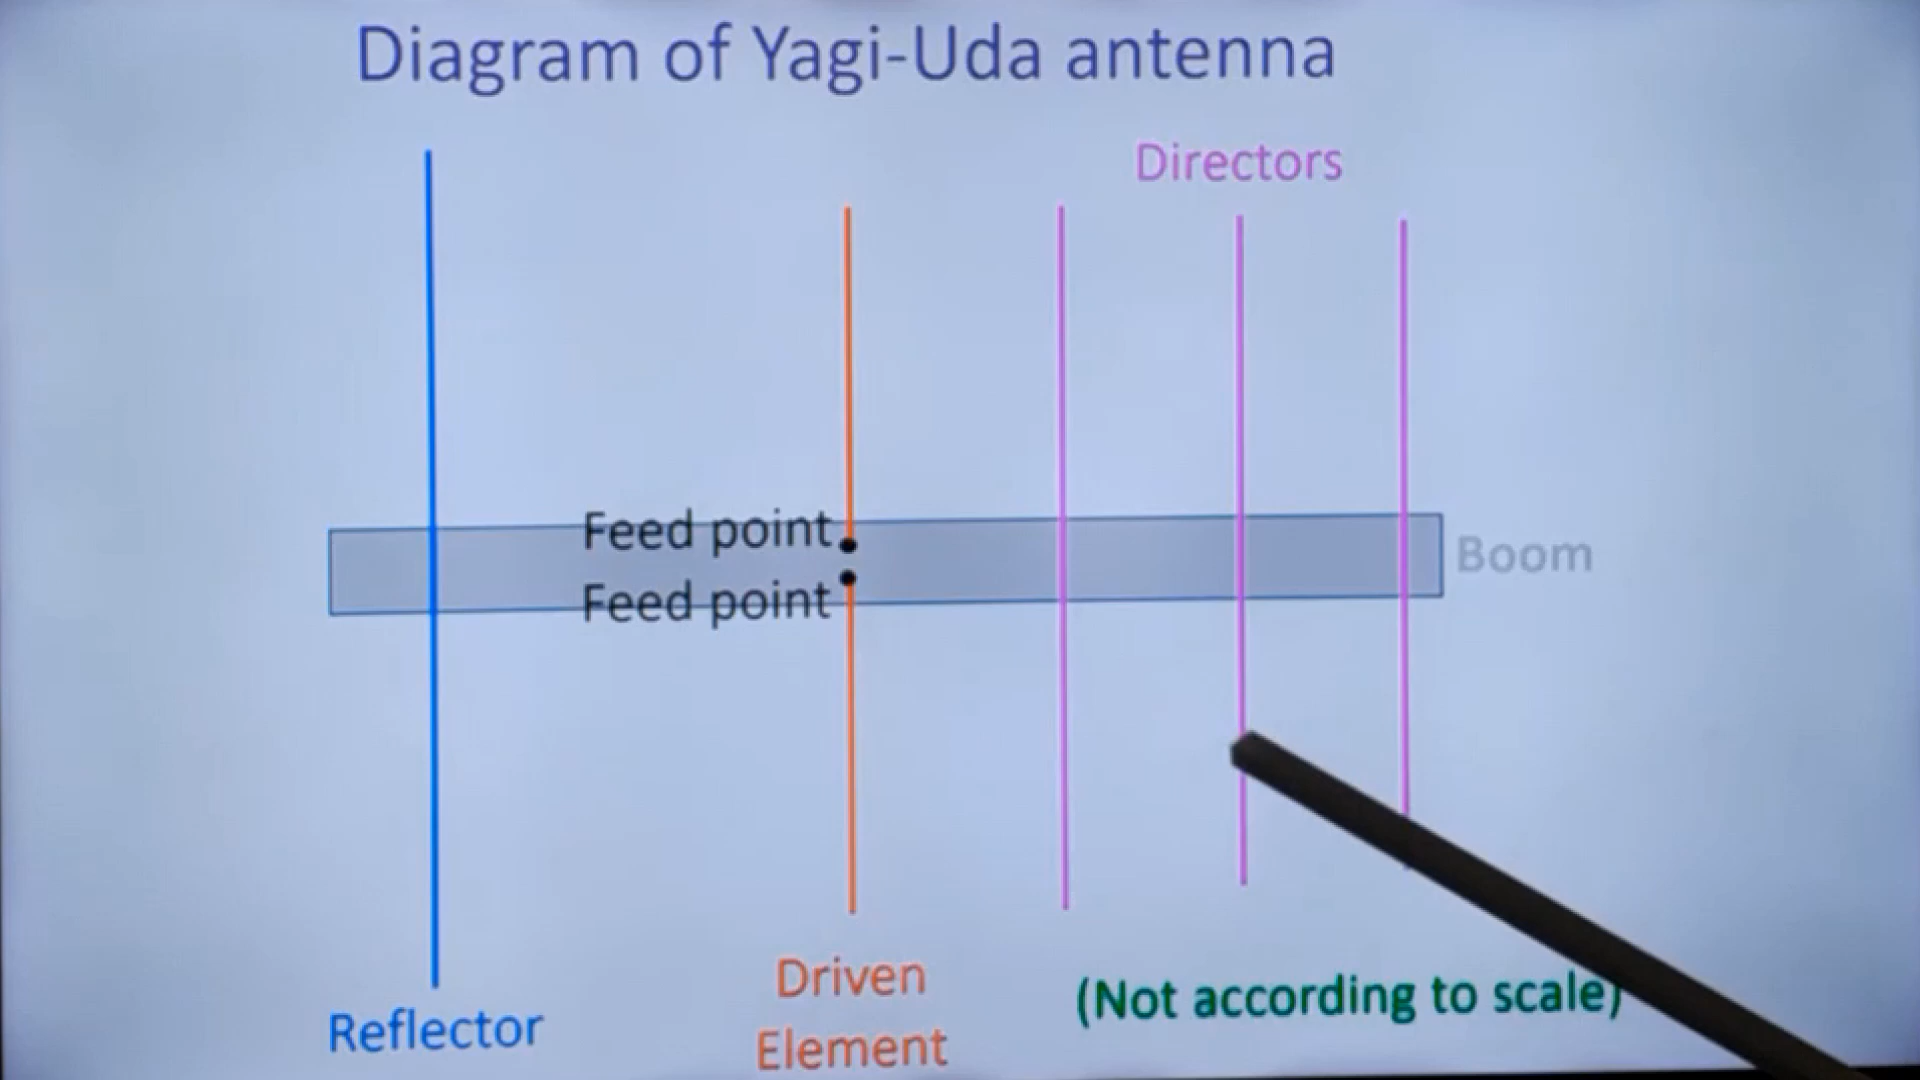 Diagram of Yagi-Uda antenna
Directors
Feed point
Feed point
Boom
Reflector
Driven
Element
(Not according to scale)